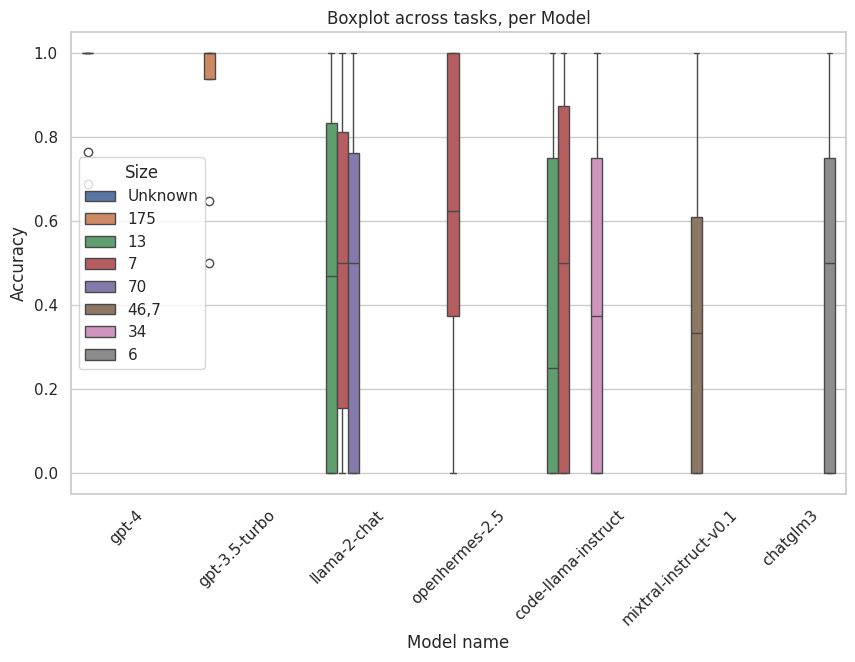 Boxplot across tasks, per Model
1.0
0.8
0.6
0.4
0.2
0.0
Accuracy
Size
Unknown
175
13
7
70
46,7
34
6
gpt-4
gpt-3.5-turbo
llama-2-chat
openhermes-2.5
code-llama-instruct
mixtral-instruct-v0.1
chatglm3
Model name